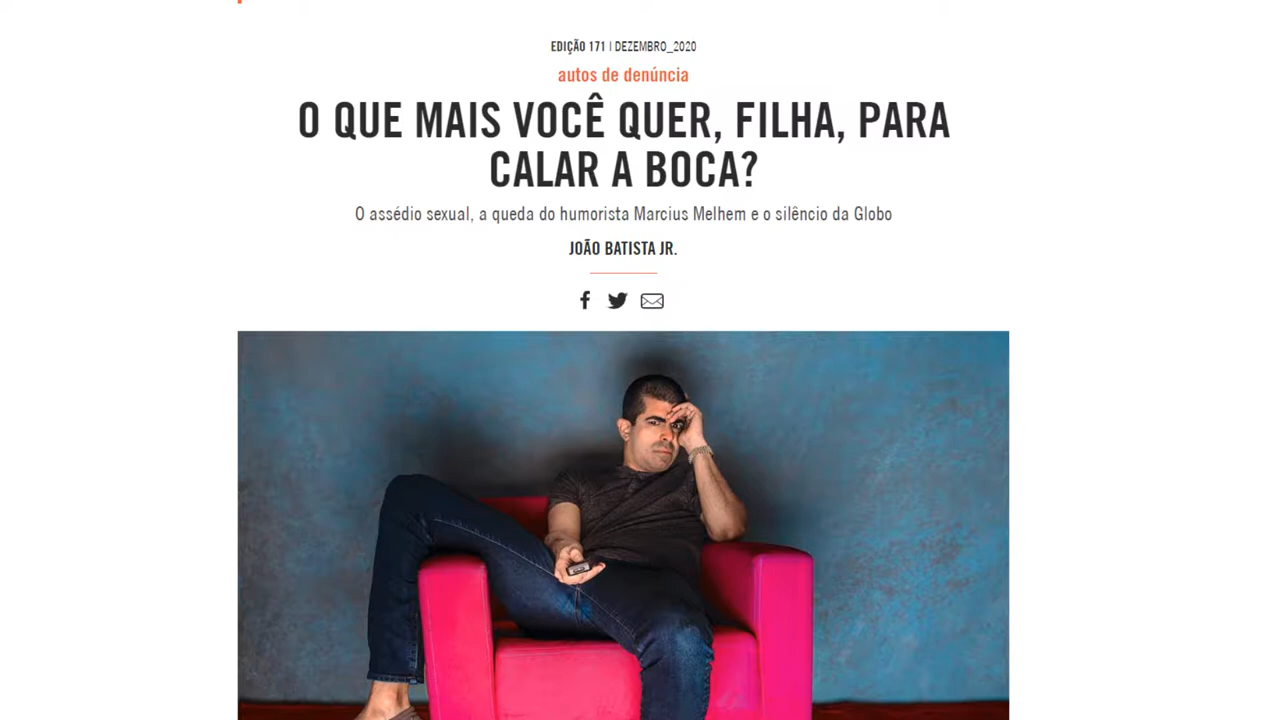 EDIÇÃO 171 | DEZEMBRO_2020
autos de denúncia
O QUE MAIS VOCÊ QUER, FILHA, PARA
CALAR A BOCA?
O assédio sexual, a queda do humorista Marcius Melhem e o silêncio da Globo
JOÃO BATISTA JR.